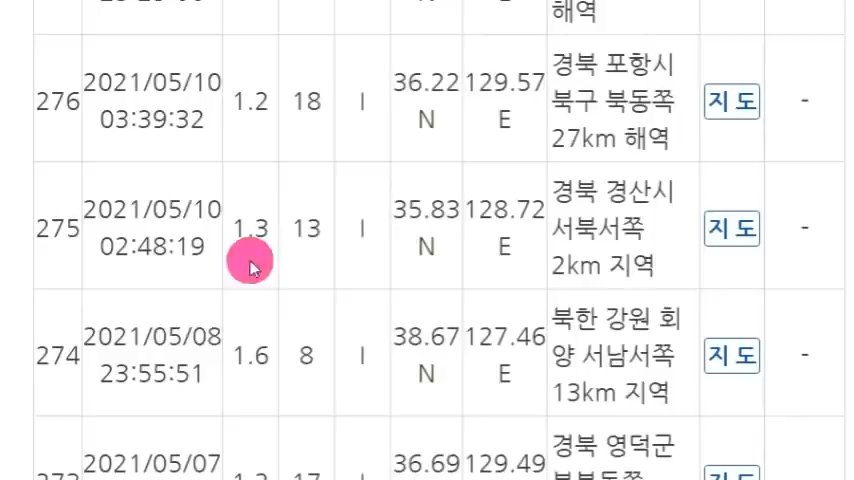 해역
276 2021/05/10 03:39:32 1.2 18 I 36.22 N 129.57 E 경북 포항시 북구 북동쪽 27km 해역 지도 -
275 2021/05/10 02:48:19 1.3 13 I 35.83 N 128.72 E 경북 경산시 서북서쪽 2km 지역 지도 -
274 2021/05/08 23:55:51 1.6 8 I 38.67 N 127.46 E 북한 강원 회양 서남서쪽 13km 지역 지도 -
2021/05/07 36.69 129.49 경북 영덕군